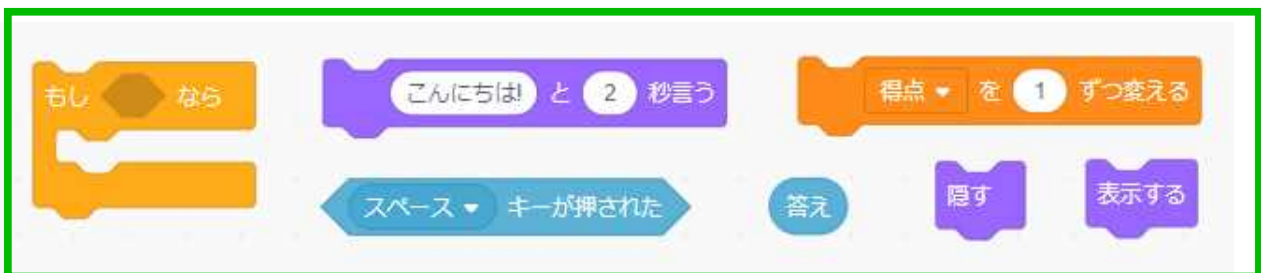 もし なら
こんにちは! と 2 秒言う
得点 を 1 ずつ変える
スペース キーが押された
答え
隠す
表示する